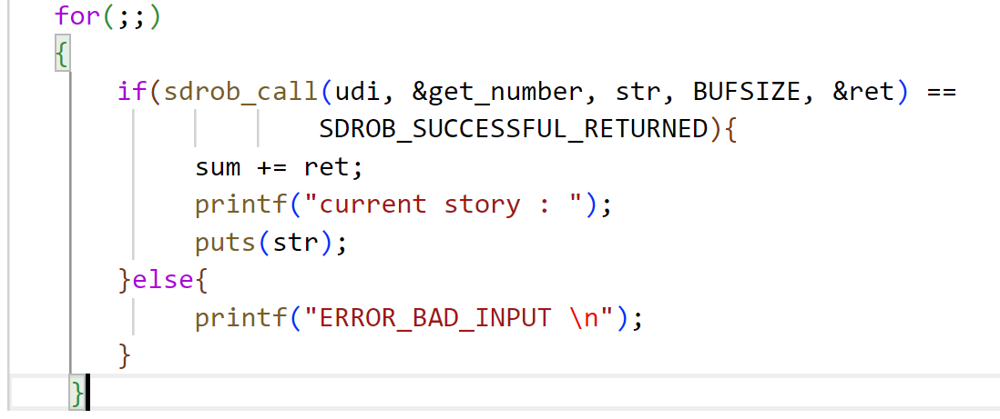 for(;;)
{
if(sdrob_call(udi, &get_number, str, BUFSIZE, &ret) ==
SDROB_SUCCESSFUL_RETURNED){
sum += ret;
printf("current story : ");
puts(str);
}else{
printf("ERROR_BAD_INPUT \n");
}
}